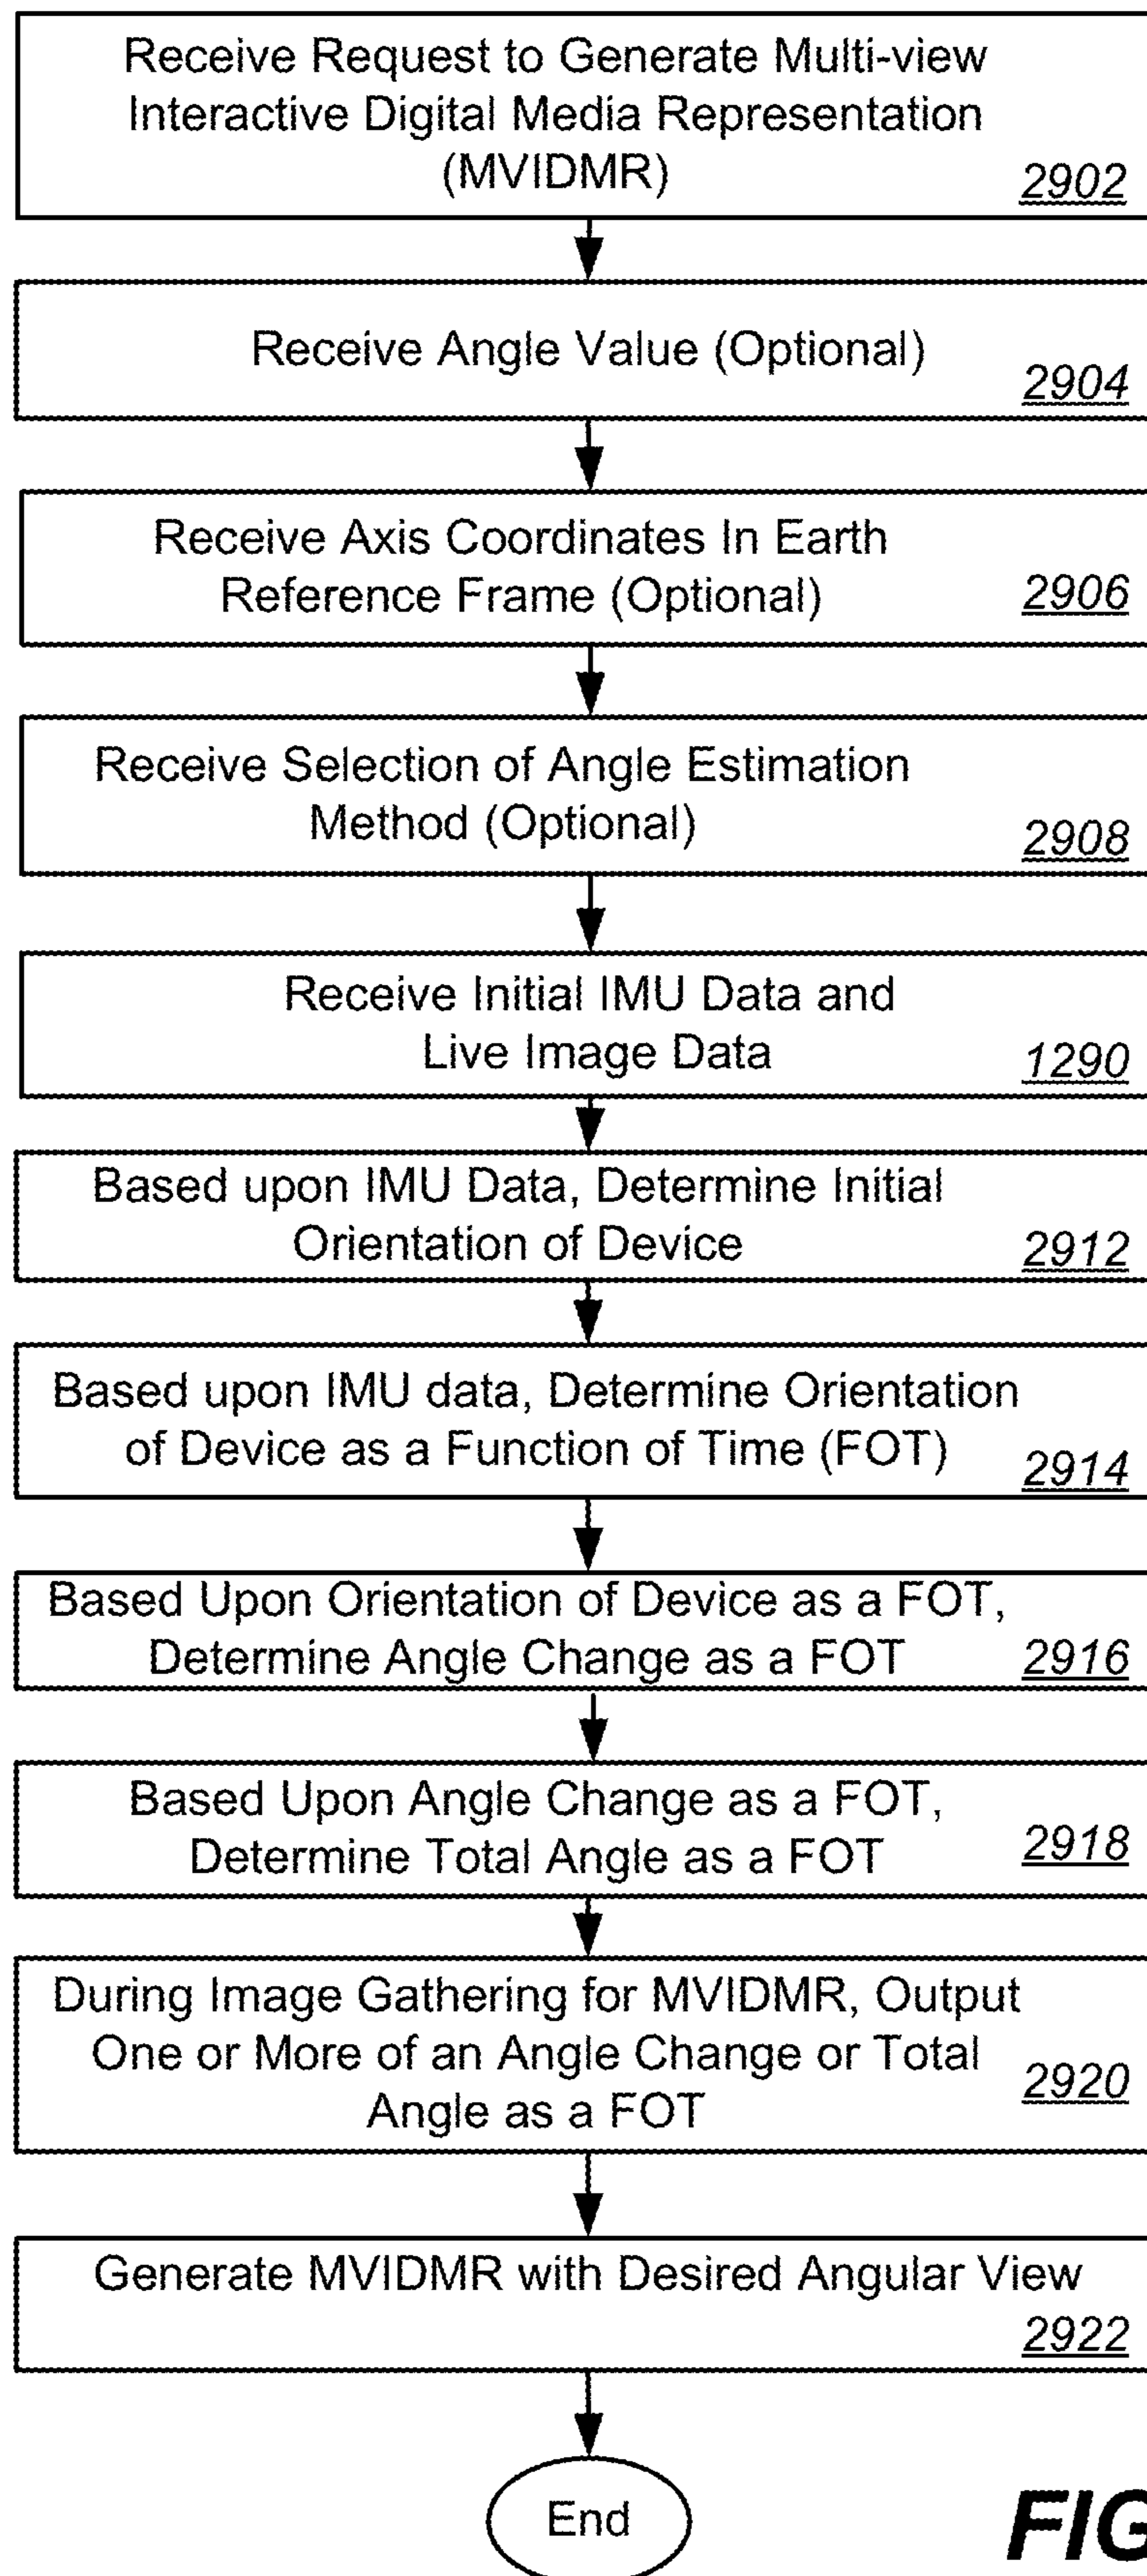 Receive Request to Generate Multi-view
Interactive Digital Media Representation
(MVIDMR)
2902
Receive Angle Value (Optional)
2904
Receive Axis Coordinates In Earth
Reference Frame (Optional)
2906
Receive Selection of Angle Estimation
Method (Optional)
2908
Receive Initial IMU Data and
Live Image Data
1290
Based upon IMU Data, Determine Initial
Orientation of Device
2912
Based upon IMU data, Determine Orientation
of Device as a Function of Time (FOT)
2914
Based Upon Orientation of Device as a FOT,
Determine Angle Change as a FOT
2916
Based Upon Angle Change as a FOT,
Determine Total Angle as a FOT
2918
During Image Gathering for MVIDMR, Output
One or More of an Angle Change or Total
Angle as a FOT
2920
Generate MVIDMR with Desired Angular View
2922
End
FIG